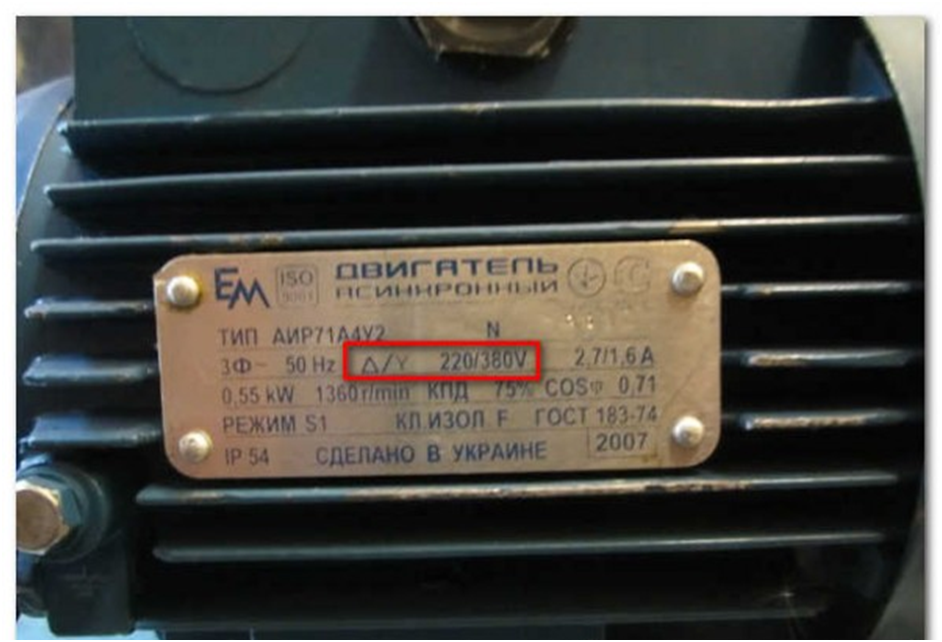 ЕМ ISO 9001 ДВИГАТЕЛЬ
АСИНХРОННЫЙ
ТИП АИР71А4У2 N
3Ф~ 50 Hz Δ/Y 220/380V 2,7/1,6 A
0,55 kW 1360 r/min КПД 75% COSφ 0,71
РЕЖИМ S1 КЛ.ИЗОЛ F ГОСТ 183-74
IP 54 СДЕЛАНО В УКРАИНЕ 2007